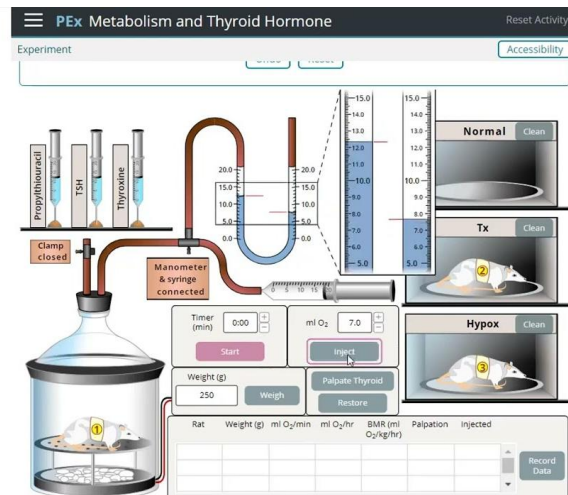 PEx Metabolism and Thyroid Hormone
Reset Activity
Experiment
Accessibility
Propylthiouracil
TSH
Thyroxine
Clamp
closed
Manometer
& syringe
connected
20.0
15.0
10.0
5.0
0.0
20.0
15.0
10.0
5.0
0.0
15.0
14.0
13.0
12.0
11.0
10.0
9.0
8.0
7.0
6.0
5.0
15.0
14.0
13.0
12.0
11.0
10.0
9.0
8.0
7.0
6.0
5.0
0 5 10 15
Normal
Clean
Tx
Clean
2
Hypox
Clean
3
1
Timer
(min)
0:00
+
−
Start
ml O₂
7.0
+
−
Inject
Weight (g)
250
Weigh
Palpate Thyroid
Restore
Rat Weight (g) ml O₂/min ml O₂/hr BMR (ml O₂/kg/hr) Palpation Injected
Record
Data